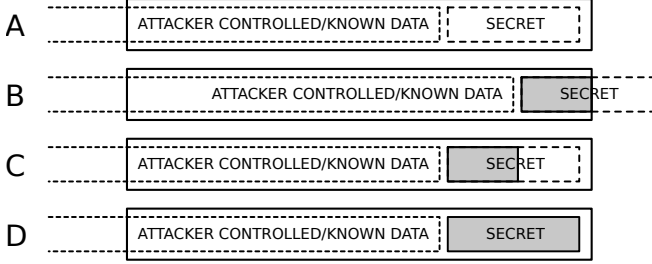 A ATTACKER CONTROLLED/KNOWN DATA SECRET
B ATTACKER CONTROLLED/KNOWN DATA SECRET
C ATTACKER CONTROLLED/KNOWN DATA SECRET
D ATTACKER CONTROLLED/KNOWN DATA SECRET